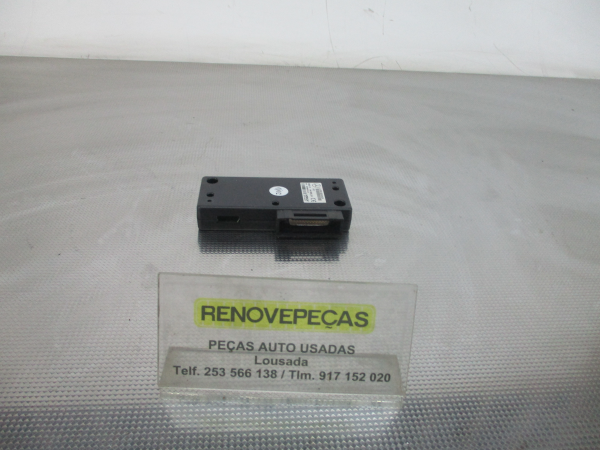 RENOVEPEÇAS
PEÇAS AUTO USADAS
Lousada
Telf. 253 566 138 / Tlm. 917 152 020